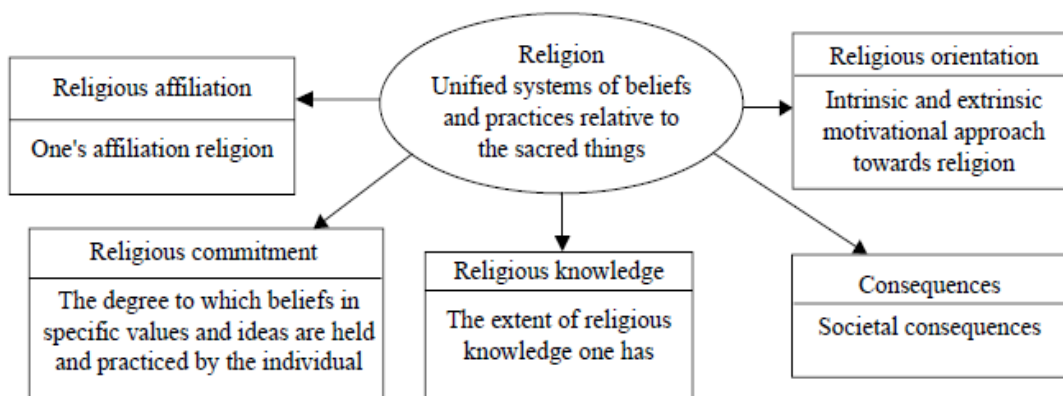 Religion
Unified systems of beliefs
and practices relative to
the sacred things
Religious affiliation
One's affiliation religion
Religious orientation
Intrinsic and extrinsic
motivational approach
towards religion
Religious commitment
The degree to which beliefs in
specific values and ideas are held
and practiced by the individual
Religious knowledge
The extent of religious
knowledge one has
Consequences
Societal consequences